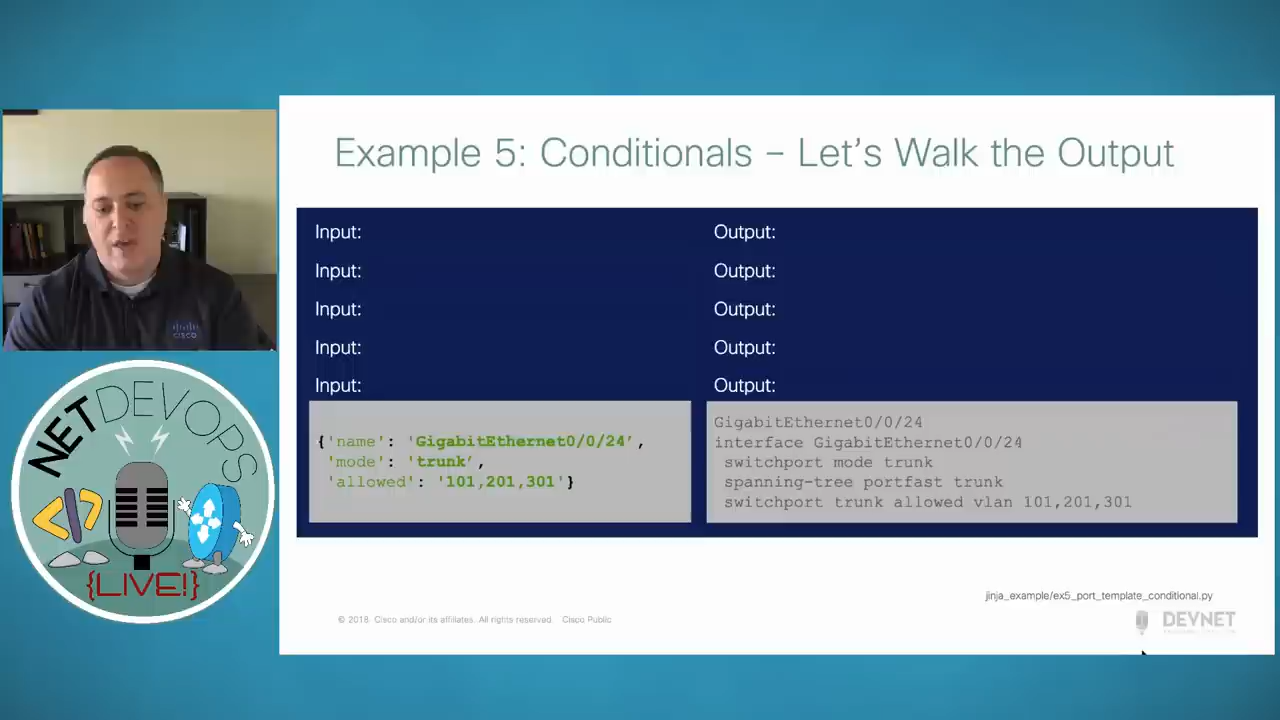 Example 5: Conditionals – Let's Walk the Output
Input:
Output:
Input:
Output:
Input:
Output:
Input:
Output:
Input:
Output:
{'name': 'GigabitEthernet0/0/24',
'mode': 'trunk',
'allowed': '101,201,301'}
GigabitEthernet0/0/24
interface GigabitEthernet0/0/24
switchport mode trunk
spanning-tree portfast trunk
switchport trunk allowed vlan 101,201,301
jinja_example/ex5_port_template_conditional.py
© 2018 Cisco and/or its affiliates. All rights reserved. Cisco Public
DEVNET
CISCO
NETDEVOPS
</>
{LIVE!}